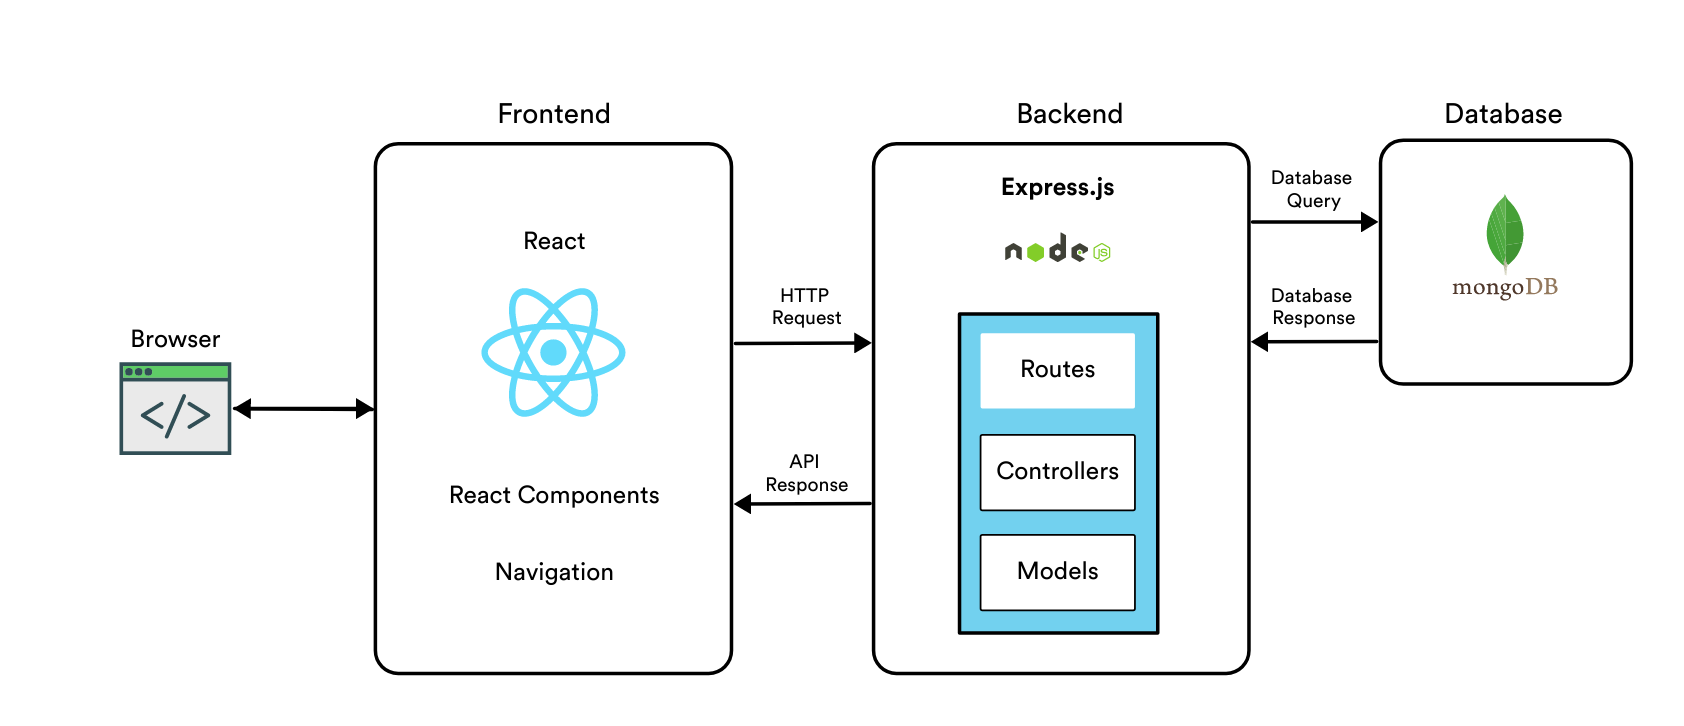 Frontend
Backend
Database
Browser
</>
React
React Components
Navigation
HTTP
Request
API
Response
Express.js
node
JS
Routes
Controllers
Models
Database
Query
Database
Response
mongoDB